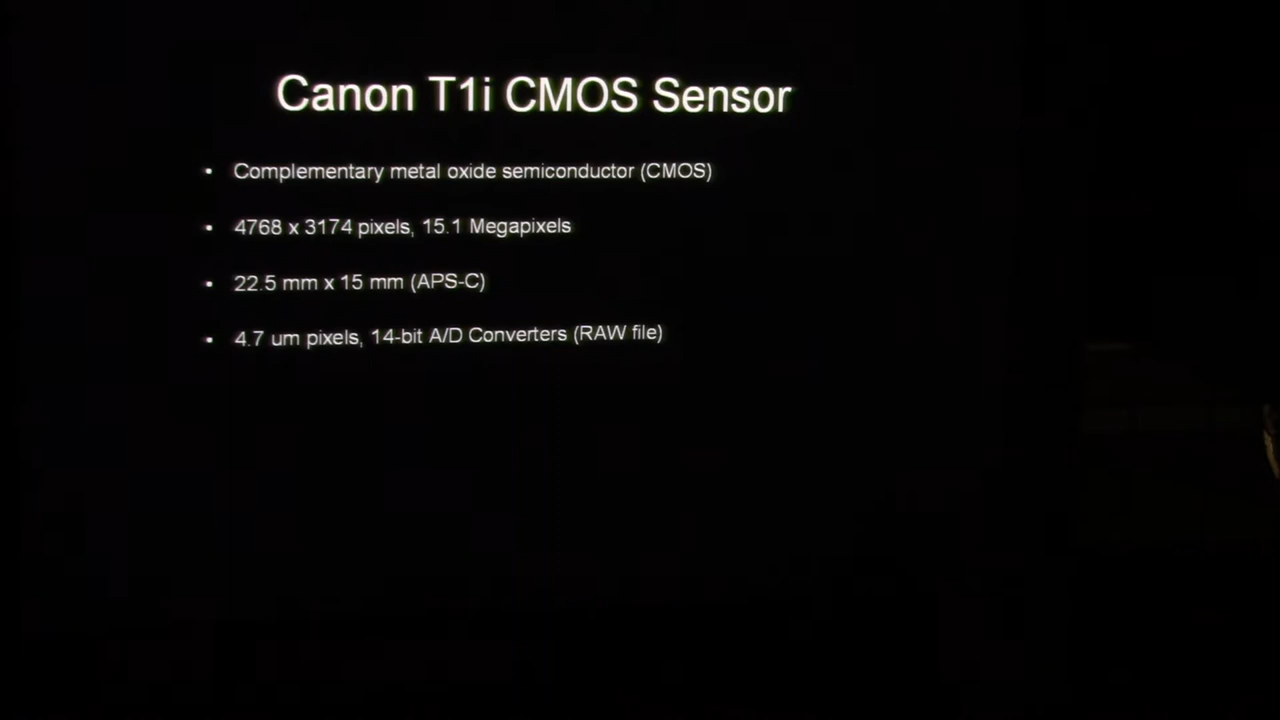 Canon T1i CMOS Sensor
• Complementary metal oxide semiconductor (CMOS)
• 4768 x 3174 pixels, 15.1 Megapixels
• 22.5 mm x 15 mm (APS-C)
• 4.7 um pixels, 14-bit A/D Converters (RAW file)